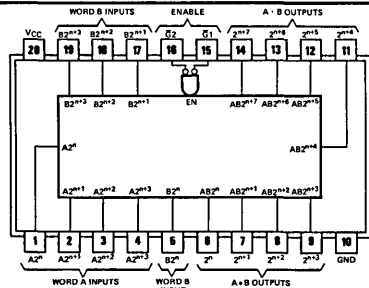 WORD B INPUTS ENABLE A · B OUTPUTS
VCC B2ⁿ⁺³ B2ⁿ⁺² B2ⁿ⁺¹ G̅2 G̅1 2ⁿ⁺⁷ 2ⁿ⁺⁶ 2ⁿ⁺⁵ 2ⁿ⁺⁴
20 19 18 17 16 15 14 13 12 11
B2ⁿ⁺³ B2ⁿ⁺² B2ⁿ⁺¹ EN AB2ⁿ⁺⁷ AB2ⁿ⁺⁶ AB2ⁿ⁺⁵
A2ⁿ AB2ⁿ⁺⁴
A2ⁿ⁺¹ A2ⁿ⁺² A2ⁿ⁺³ B2ⁿ AB2ⁿ AB2ⁿ⁺¹ AB2ⁿ⁺² AB2ⁿ⁺³
1 2 3 4 5 6 7 8 9 10
A2ⁿ A2ⁿ⁺¹ A2ⁿ⁺² A2ⁿ⁺³ B2ⁿ 2ⁿ 2ⁿ⁺¹ 2ⁿ⁺² 2ⁿ⁺³ GND
WORD A INPUTS WORD B A•B OUTPUTS
INPUT